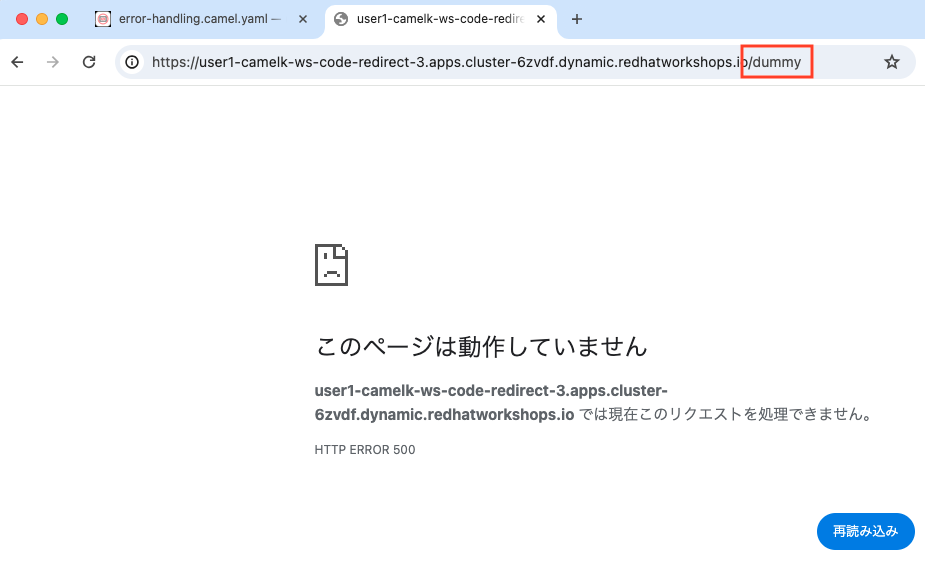 error-handling.camel.yaml —
user1-camelk-ws-code-redire
https://user1-camelk-ws-code-redirect-3.apps.cluster-6zvdf.dynamic.redhatworkshops.io/dummy
このページは動作していません
user1-camelk-ws-code-redirect-3.apps.cluster-
6zvdf.dynamic.redhatworkshops.io では現在このリクエストを処理できません。
HTTP ERROR 500
再読み込み